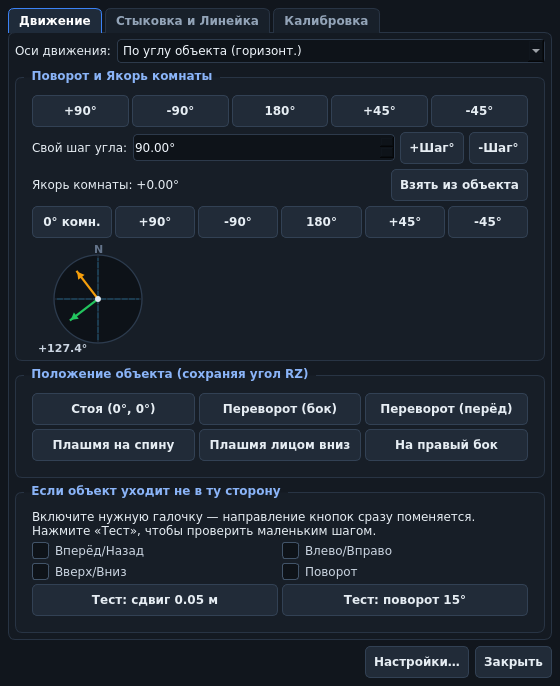 Движение Стыковка и Линейка Калибровка
Оси движения: По углу объекта (горизонт.)
Поворот и Якорь комнаты
+90° -90° 180° +45° -45°
Свой шаг угла: 90.00° +Шаг° -Шаг°
Якорь комнаты: +0.00° Взять из объекта
0° комн. +90° -90° 180° +45° -45°
N
+127.4°
Положение объекта (сохраняя угол RZ)
Стоя (0°, 0°) Переворот (бок) Переворот (перёд)
Плашмя на спину Плашмя лицом вниз На правый бок
Если объект уходит не в ту сторону
Включите нужную галочку — направление кнопок сразу поменяется.
Нажмите «Тест», чтобы проверить маленьким шагом.
Вперёд/Назад Влево/Вправо
Вверх/Вниз Поворот
Тест: сдвиг 0.05 м Тест: поворот 15°
Настройки... Закрыть